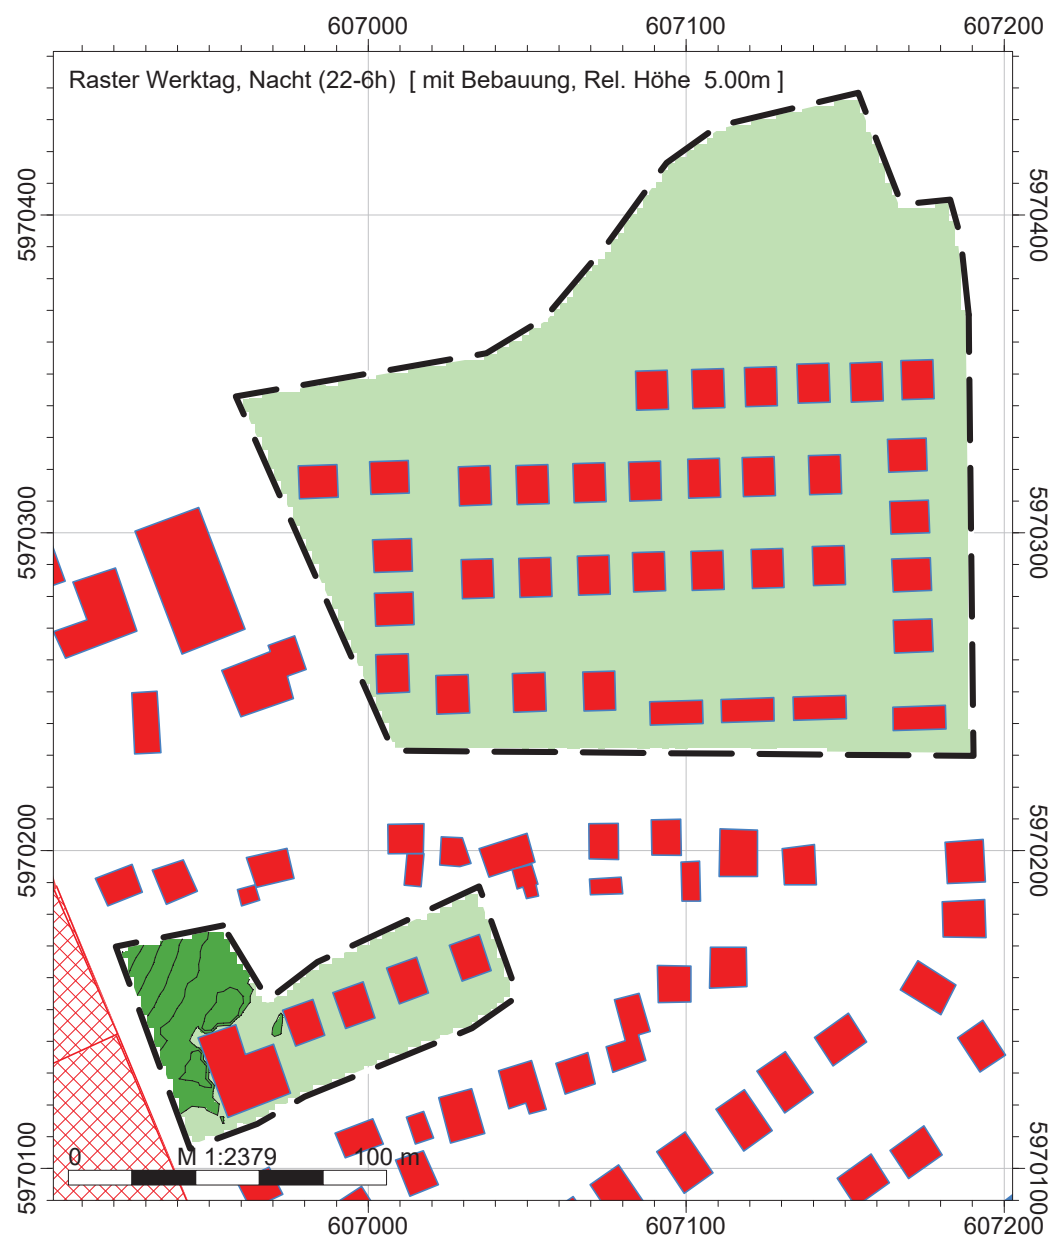 607000 607100 607200
Raster Werktag, Nacht (22-6h) [ mit Bebauung, Rel. Höhe 5.00m ]
5970400 5970400
5970300 5970300
5970200 5970200
5970100 5970100
0 M 1:2379 100 m
607000 607100 607200